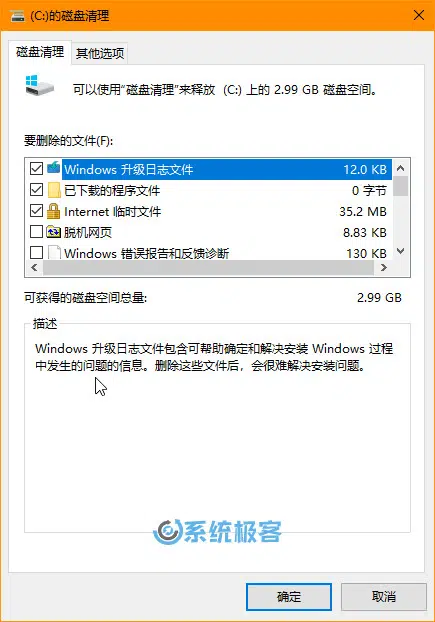 (C:)的磁盘清理
磁盘清理 其他选项
可以使用“磁盘清理”来释放 (C:) 上的 2.99 GB 磁盘空间。
要删除的文件(F):
Windows 升级日志文件 12.0 KB
已下载的程序文件 0 字节
Internet 临时文件 35.2 MB
脱机网页 8.83 KB
Windows 错误报告和反馈诊断 130 KB
可获得的磁盘空间总量: 2.99 GB
描述
Windows 升级日志文件包含可帮助确定和解决安装 Windows 过程
中发生的问题的信息。删除这些文件后，会很难解决安装问题。
系统极客
确定 取消